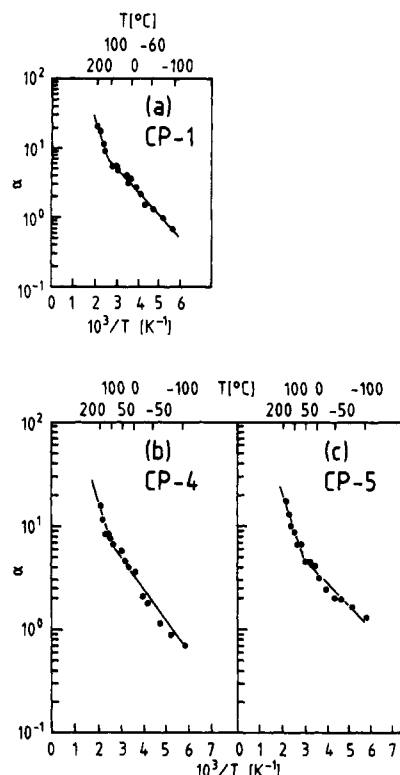 T[°C]
100 -60
200 0 -100
10²
(a)
CP-1
10¹
α
10⁰
10⁻¹
0 1 2 3 4 5 6
10³/T [K⁻¹]
100 0 -100 T[°C] 100 0 -100
200 50 -50 200 50 -50
10²
(b) (c)
CP-4 CP-5
10¹
α
10⁰
10⁻¹
0 1 2 3 4 5 6 7 0 1 2 3 4 5 6 7
10³/T [K⁻¹]